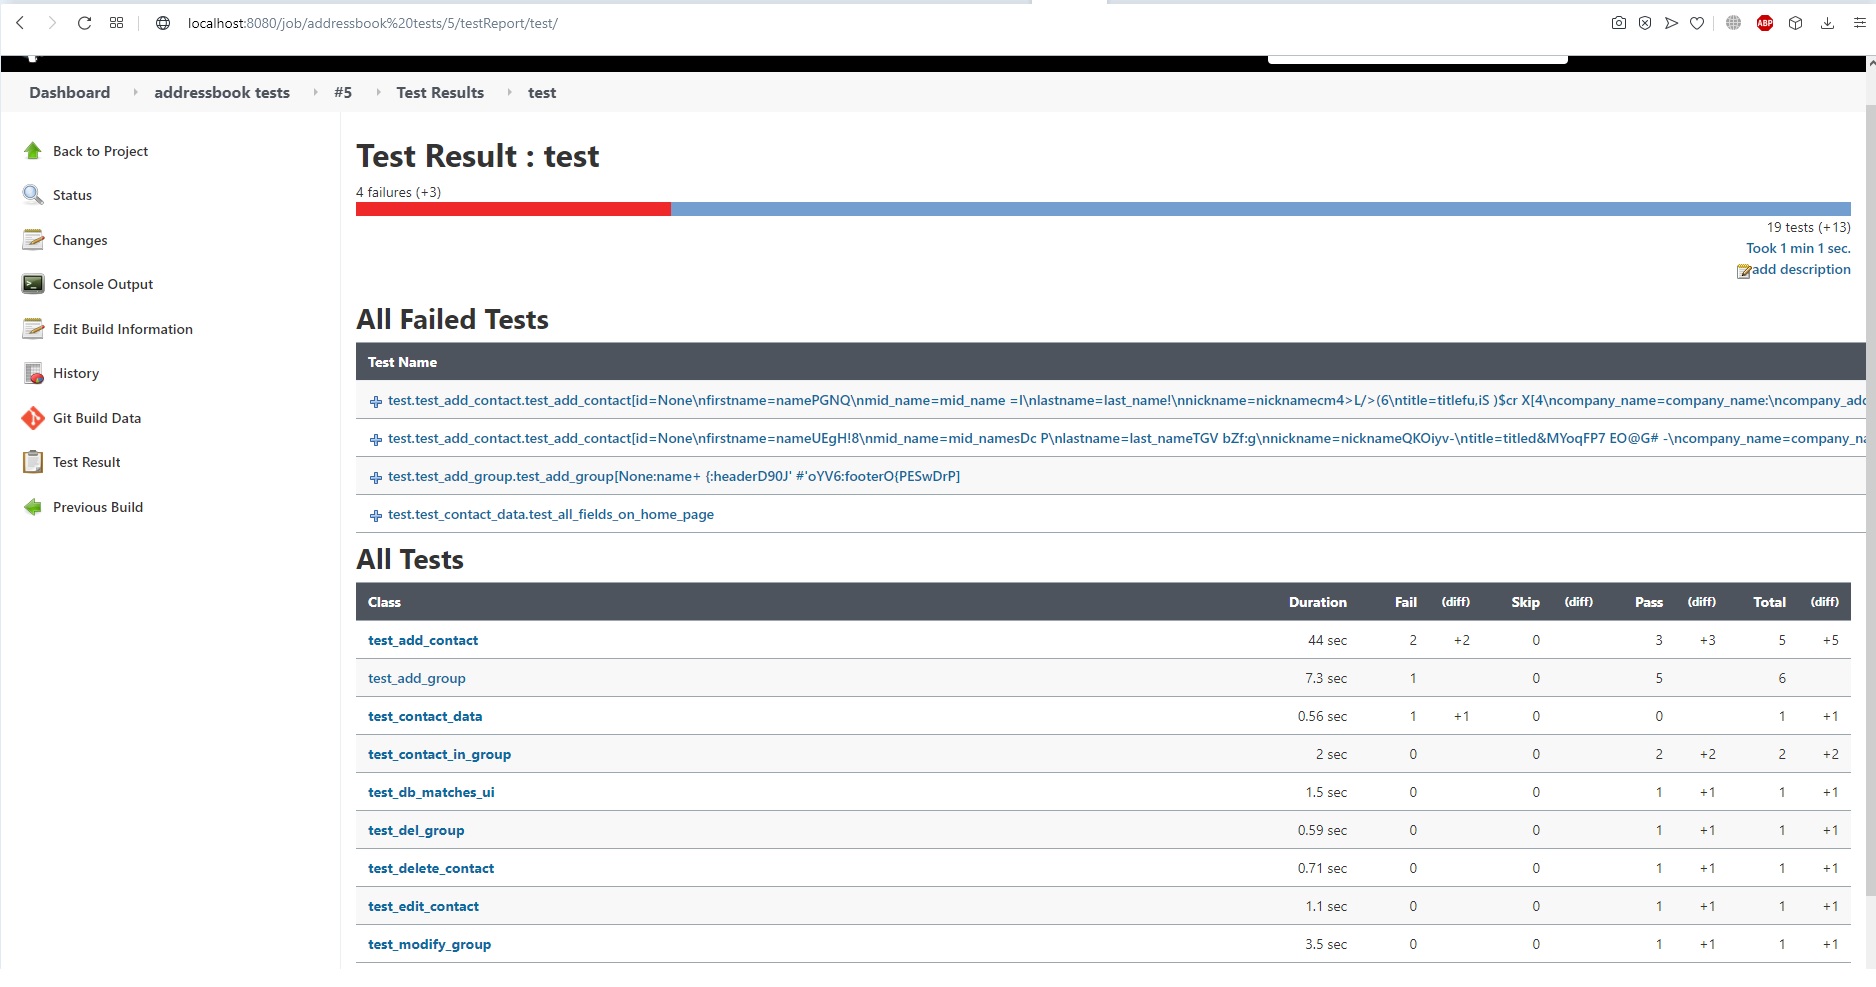 localhost:8080/job/addressbook%20tests/5/testReport/test/
ABP
Dashboard addressbook tests #5 Test Results test
Back to Project
Status
Changes
Console Output
Edit Build Information
History
Git Build Data
Test Result
Previous Build
Test Result : test
4 failures (+3)
19 tests (+13)
Took 1 min 1 sec.
add description
All Failed Tests
Test Name
test.test_add_contact.test_add_contact[id=None\nfirstname=namePGNQ\nmid_name=mid_name =I\nlastname=last_name!\nnickname=nicknamecm4>L/>(6\ntitle=titlefu,iS )$cr X[4\ncompany_name=company_name:\ncompany_add
test.test_add_contact.test_add_contact[id=None\nfirstname=nameUEgH!8\nmid_name=mid_namesDc P\nlastname=last_nameTGV bZf:g\nnickname=nicknameQKOiyv-\ntitle=titled&MYoqFP7 EO@G# -\ncompany_name=company_na
test.test_add_group.test_add_group[None:name+ {:headerD90J' #'oYV6:footerO{PESwDrP]
test.test_contact_data.test_all_fields_on_home_page
All Tests
Class Duration Fail (diff) Skip (diff) Pass (diff) Total (diff)
test_add_contact 44 sec 2 +2 0 3 +3 5 +5
test_add_group 7.3 sec 1 0 5 6
test_contact_data 0.56 sec 1 +1 0 0 1 +1
test_contact_in_group 2 sec 0 0 2 +2 2 +2
test_db_matches_ui 1.5 sec 0 0 1 +1 1 +1
test_del_group 0.59 sec 0 0 1 +1 1 +1
test_delete_contact 0.71 sec 0 0 1 +1 1 +1
test_edit_contact 1.1 sec 0 0 1 +1 1 +1
test_modify_group 3.5 sec 0 0 1 +1 1 +1